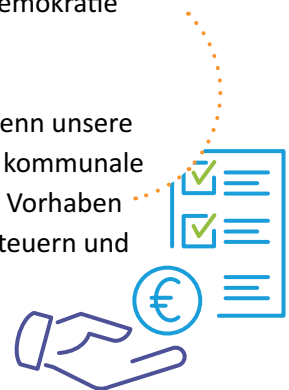 emokratie
enn unsere
kommunale
Vorhaben
teuern und
€